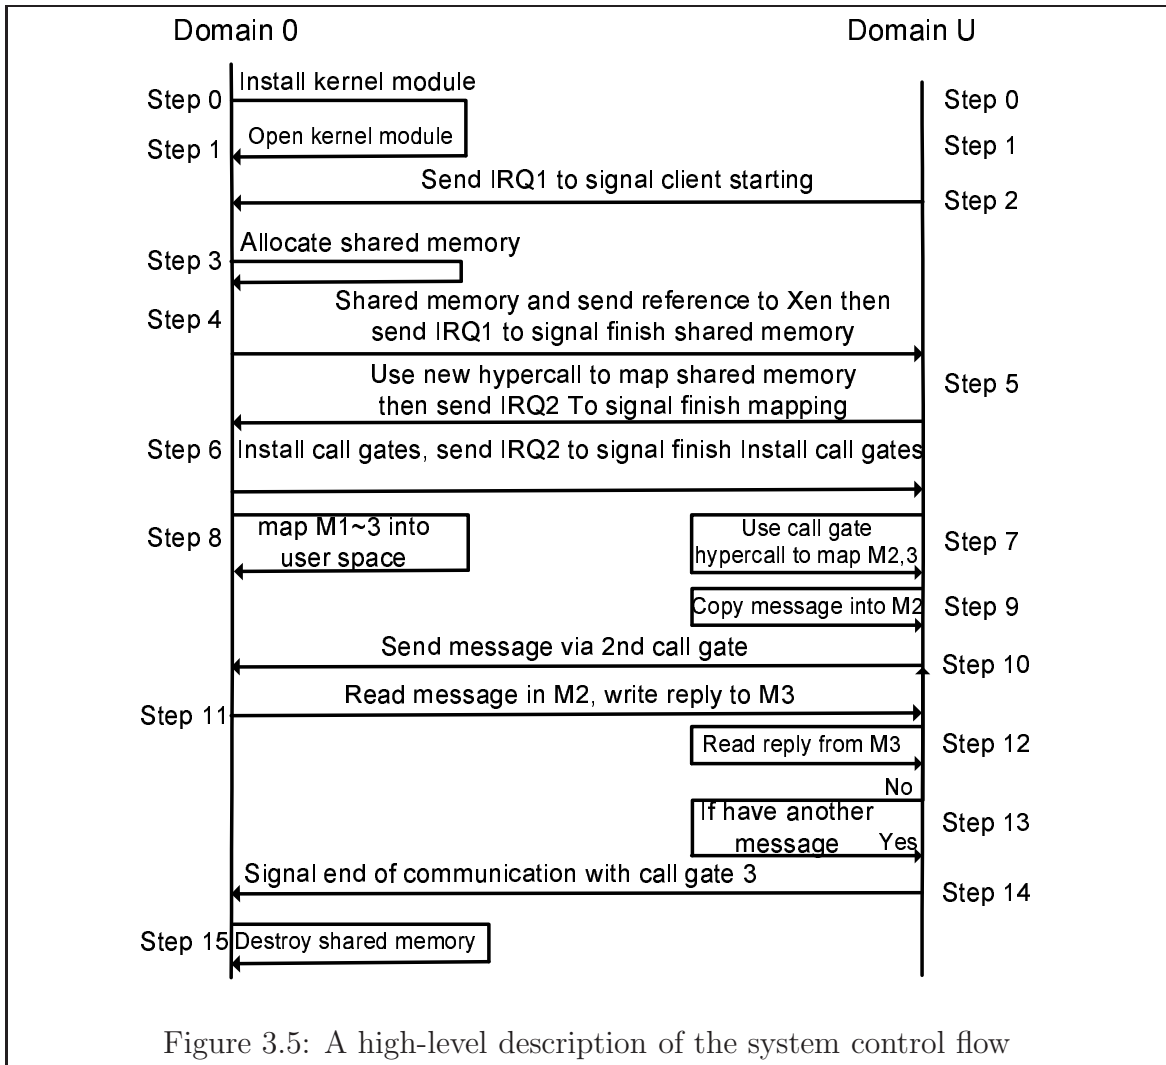 Domain 0
Domain U
Install kernel module
Step 0
Step 0
Open kernel module
Step 1
Step 1
Send IRQ1 to signal client starting
Step 2
Allocate shared memory
Step 3
Shared memory and send reference to Xen then
send IRQ1 to signal finish shared memory
Step 4
Use new hypercall to map shared memory
then send IRQ2 To signal finish mapping
Step 5
Step 6
Install call gates, send IRQ2 to signal finish Install call gates
map M1~3 into
user space
Step 8
Use call gate
hypercall to map M2,3
Step 7
Copy message into M2
Step 9
Send message via 2nd call gate
Step 10
Read message in M2, write reply to M3
Step 11
Read reply from M3
Step 12
No
If have another
message
Yes
Step 13
Signal end of communication with call gate 3
Step 14
Step 15
Destroy shared memory
Figure 3.5: A high-level description of the system control flow